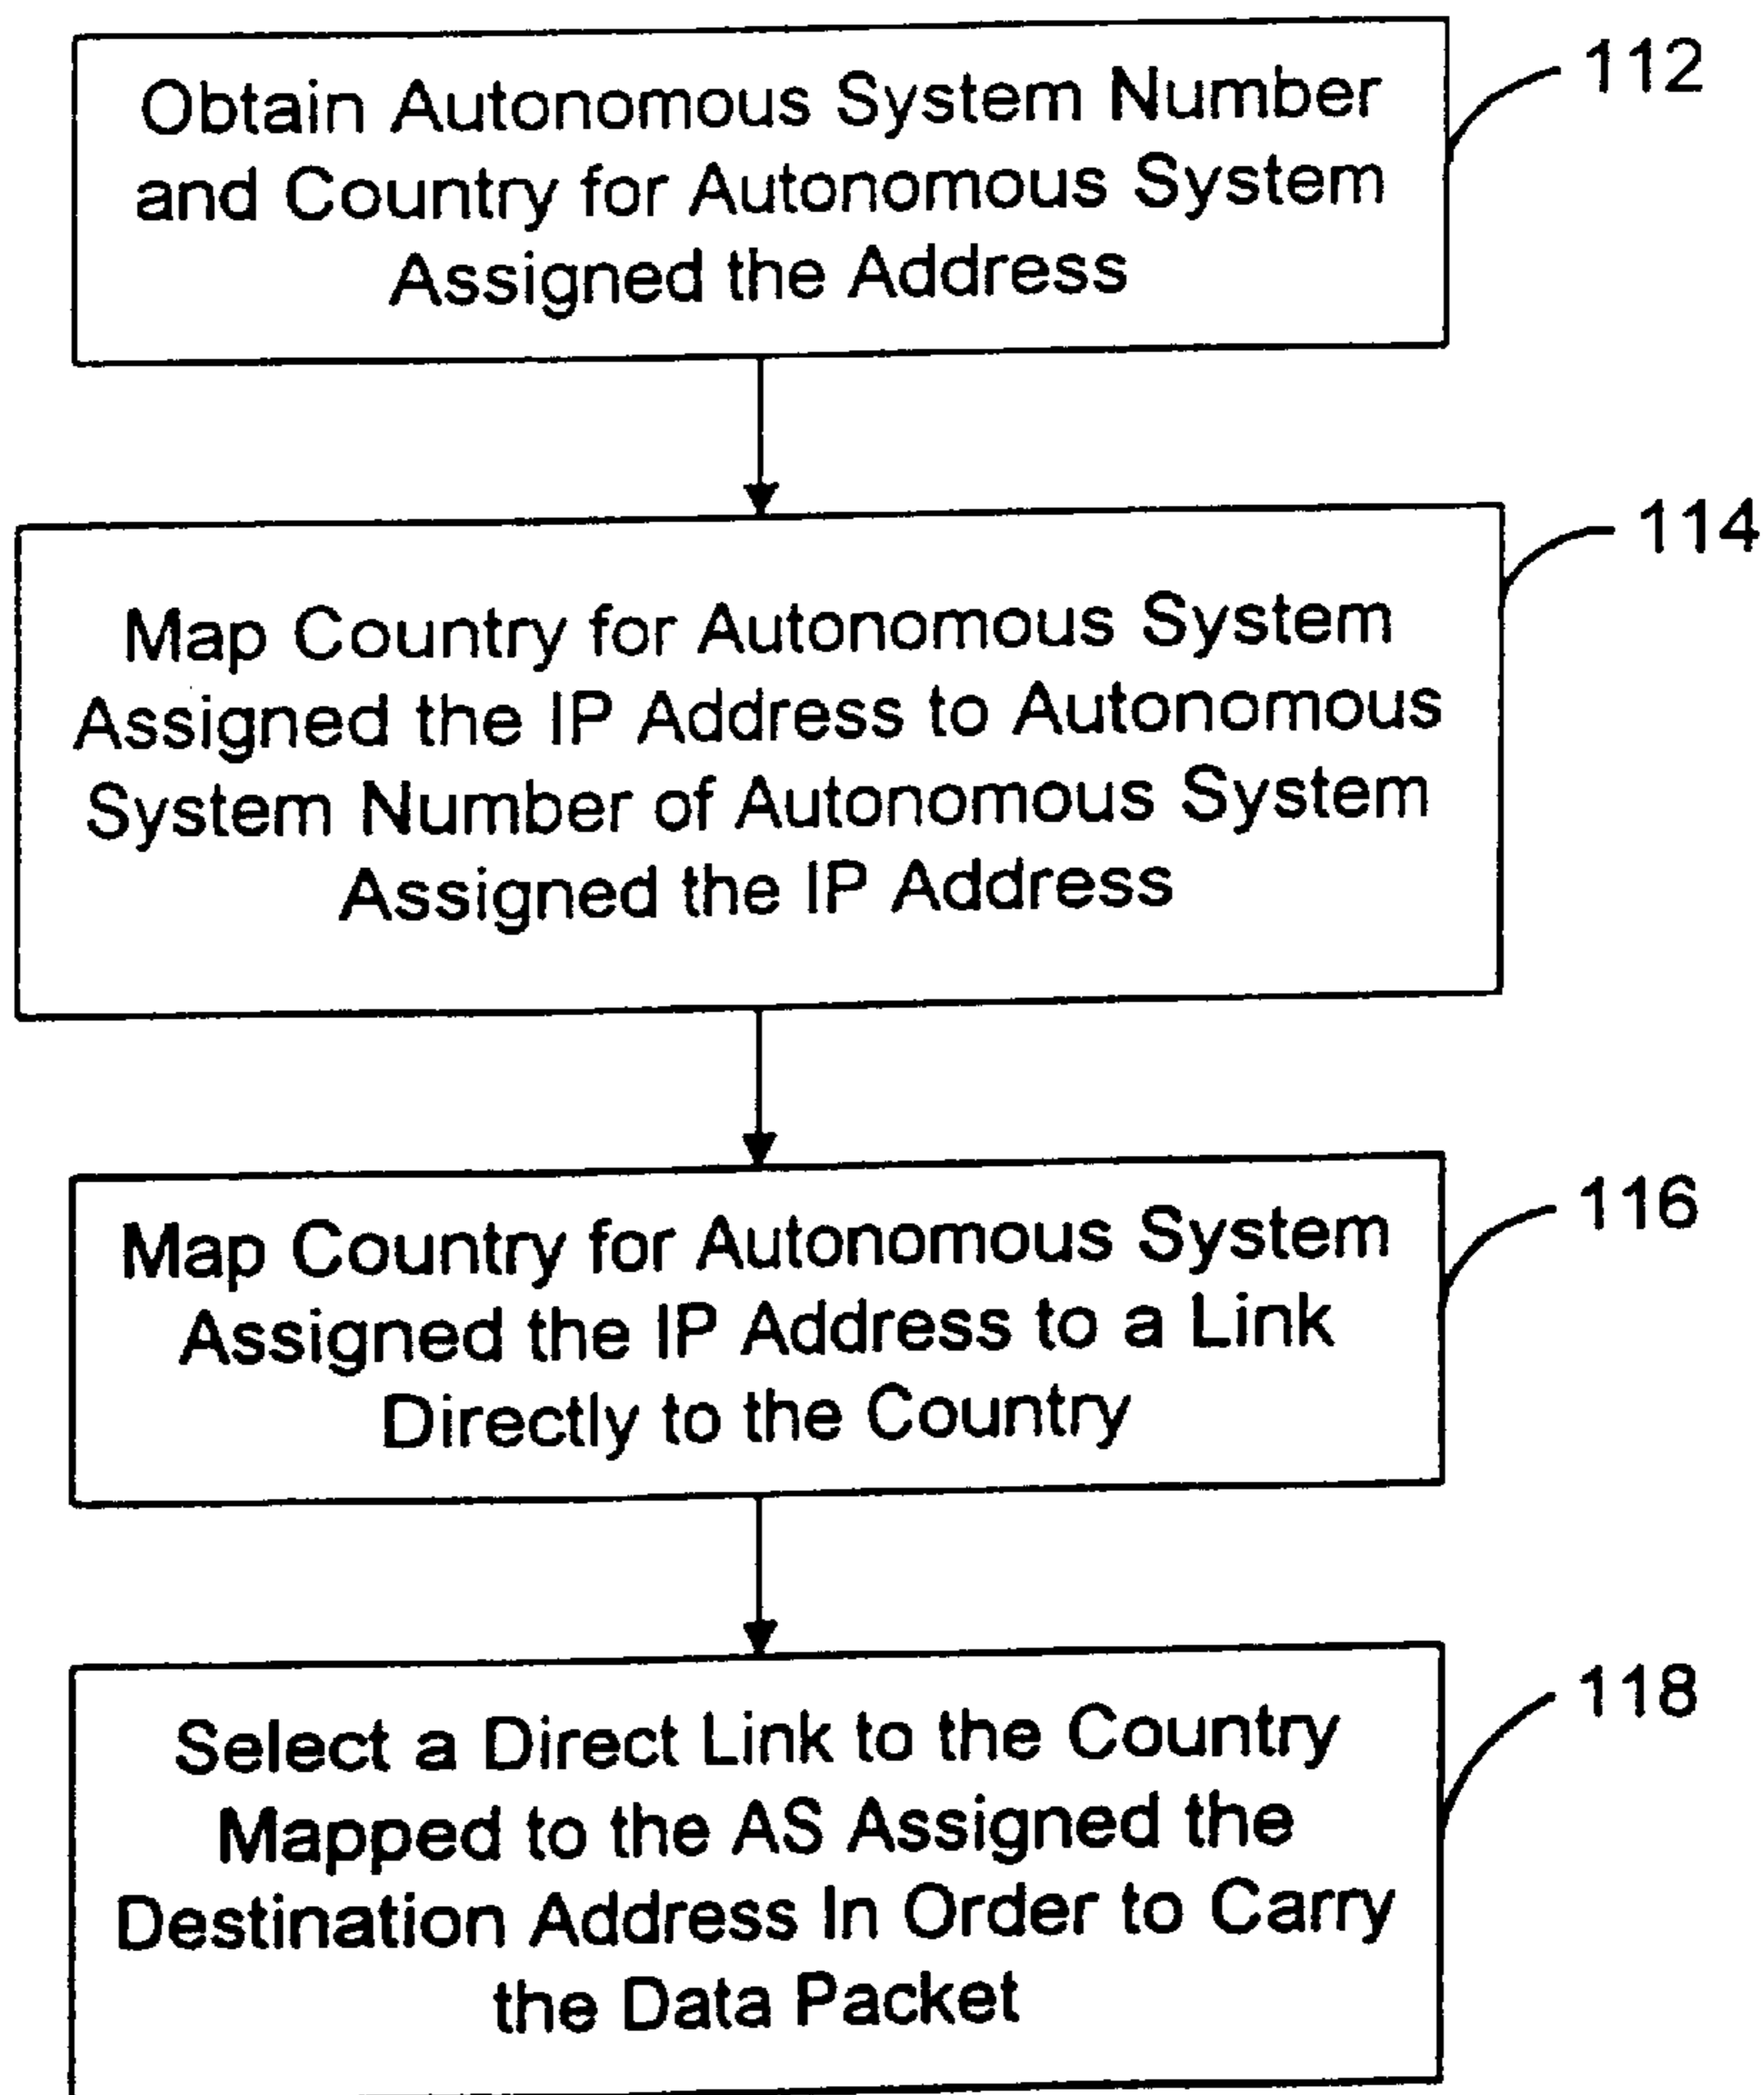 Obtain Autonomous System Number
and Country for Autonomous System
Assigned the Address
112
Map Country for Autonomous System
Assigned the IP Address to Autonomous
System Number of Autonomous System
Assigned the IP Address
114
Map Country for Autonomous System
Assigned the IP Address to a Link
Directly to the Country
116
Select a Direct Link to the Country
Mapped to the AS Assigned the
Destination Address In Order to Carry
the Data Packet
118